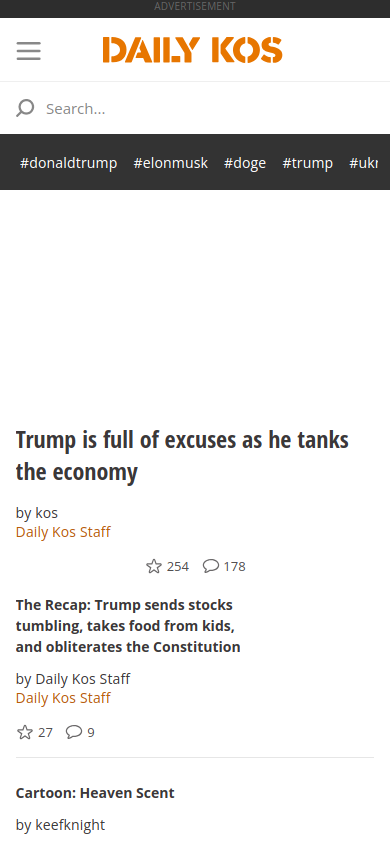 ADVERTISEMENT
DAILY KOS
Search...
#donaldtrump #elonmusk #doge #trump #ukr
Trump is full of excuses as he tanks
the economy
by kos
Daily Kos Staff
254 178
The Recap: Trump sends stocks
tumbling, takes food from kids,
and obliterates the Constitution
by Daily Kos Staff
Daily Kos Staff
27 9
Cartoon: Heaven Scent
by keefknight